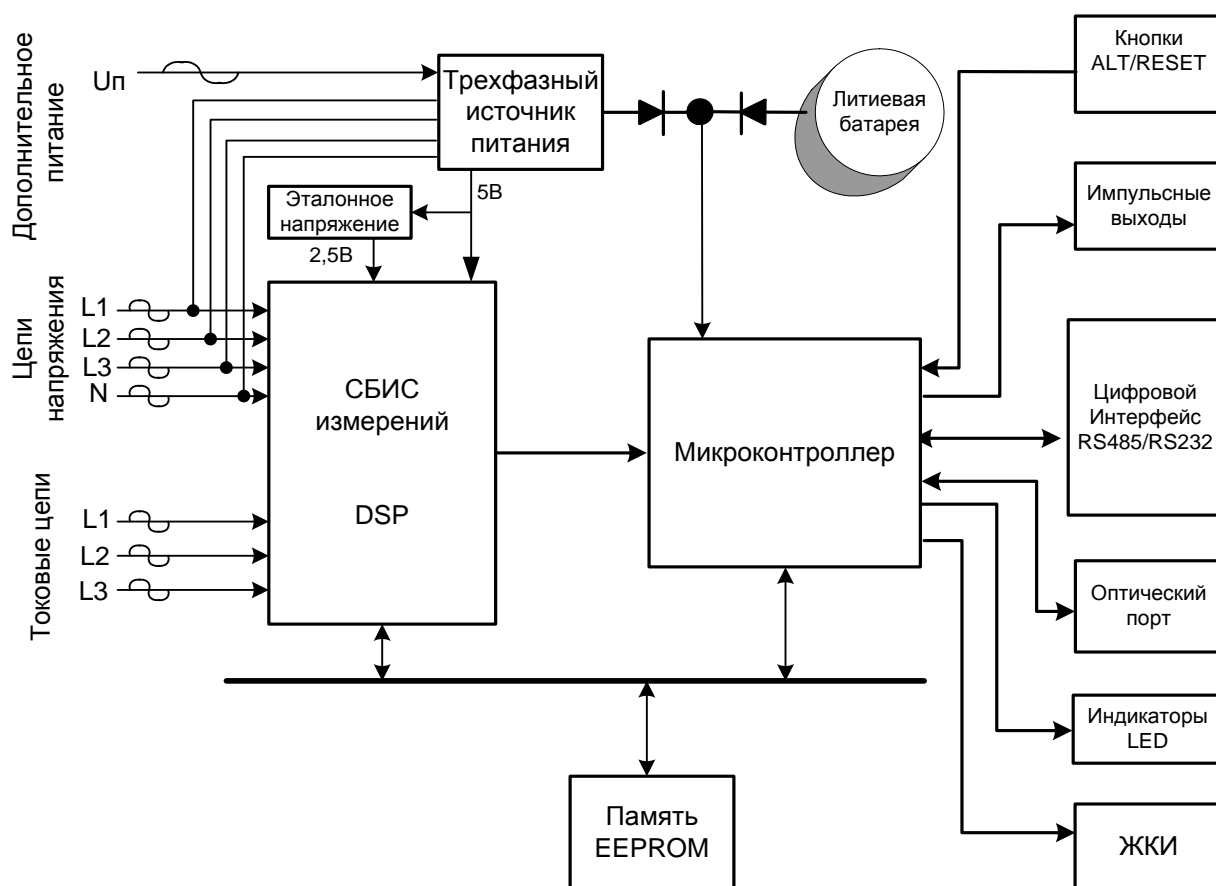 Дополнительное
питание
Uп
Трехфазный
источник
питания
Литиевая
батарея
Кнопки
ALT/RESET
5В
Эталонное
напряжение
2,5В
Импульсные
выходы
Цепи
напряжения
L1
L2
L3
N
СБИС
измерений
DSP
Микроконтроллер
Цифровой
Интерфейс
RS485/RS232
Токовые цепи
L1
L2
L3
Оптический
порт
Индикаторы
LED
Память
EEPROM
ЖКИ